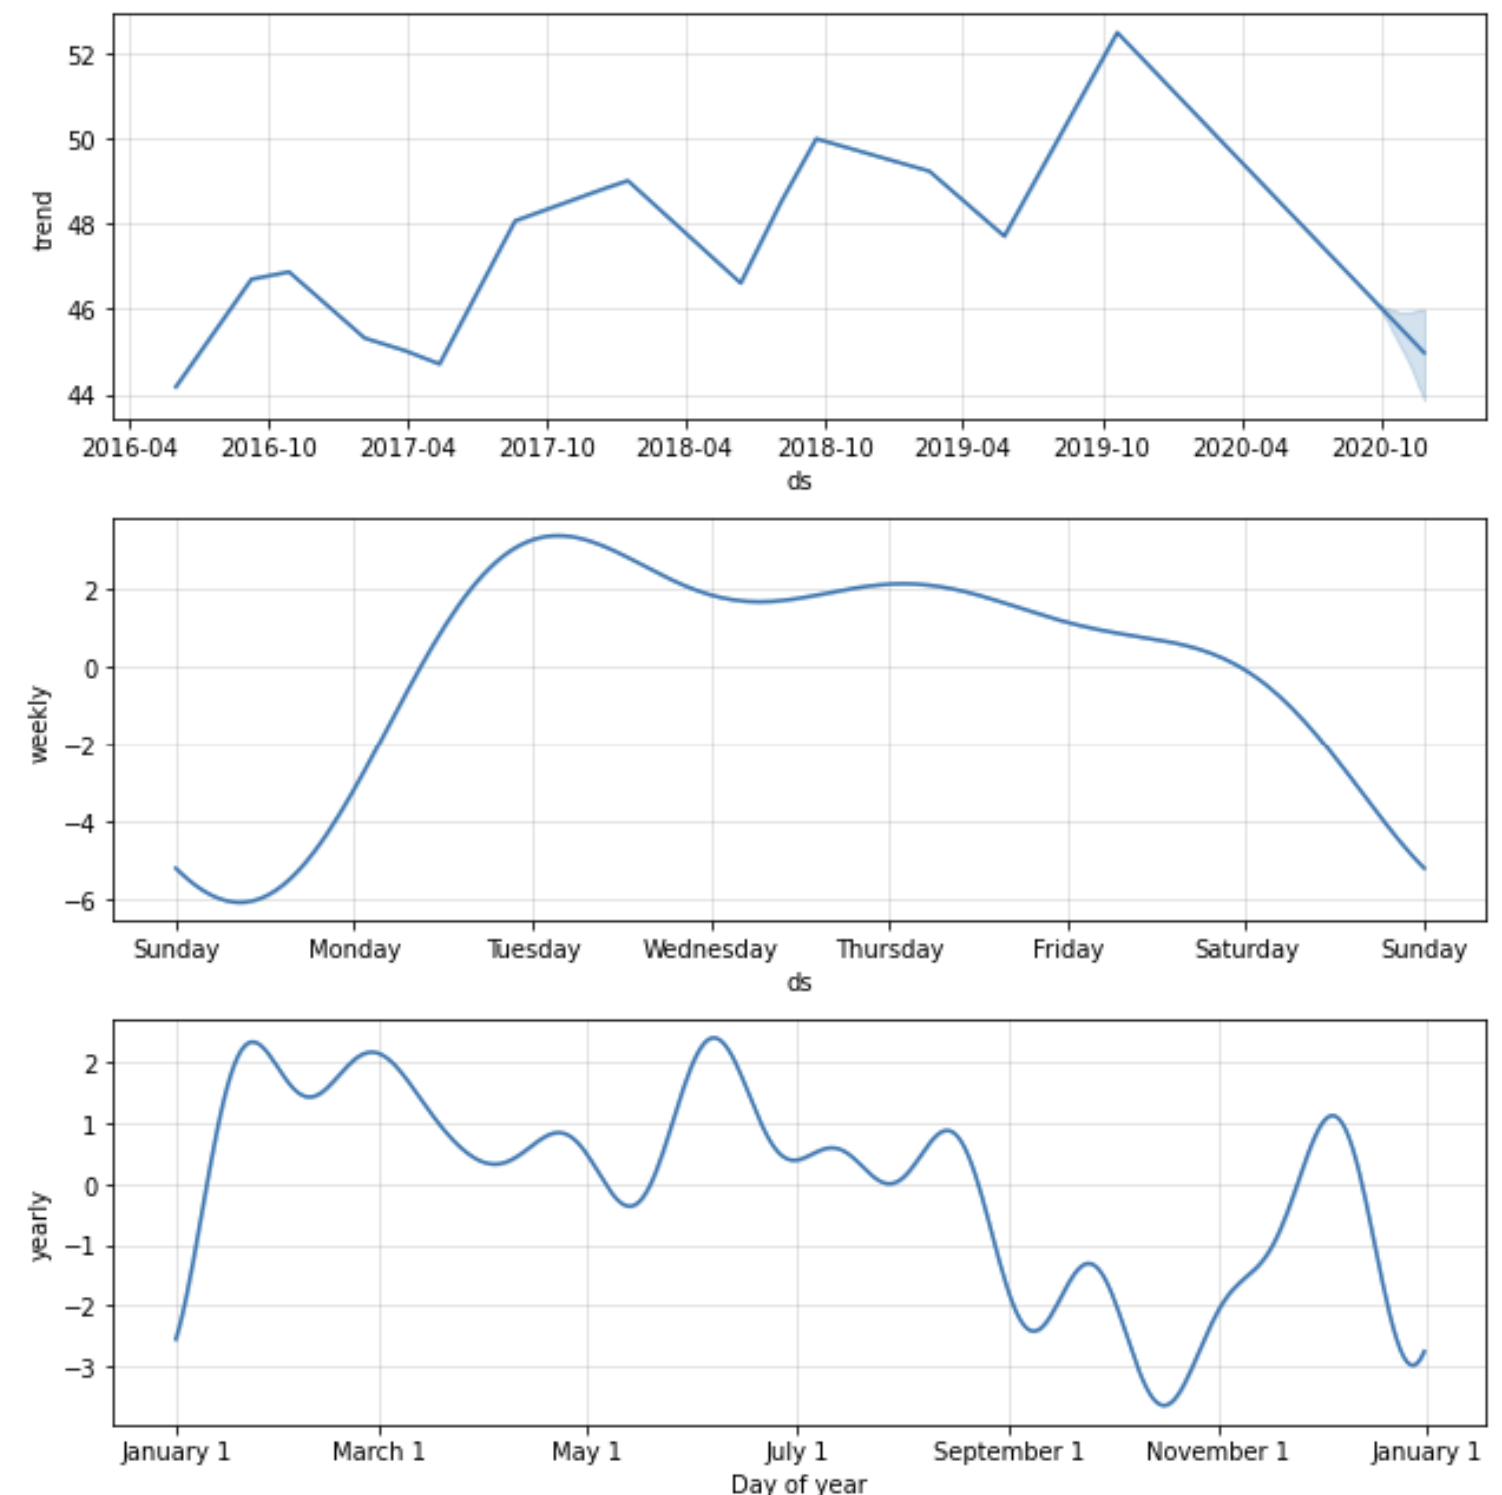 52
50
48
46
44
trend
2016-04 2016-10 2017-04 2017-10 2018-04 2018-10 2019-04 2019-10 2020-04 2020-10
ds
2
0
−2
−4
−6
weekly
Sunday Monday Tuesday Wednesday Thursday Friday Saturday Sunday
ds
2
1
0
−1
−2
−3
yearly
January 1 March 1 May 1 July 1 September 1 November 1 January 1
Day of year